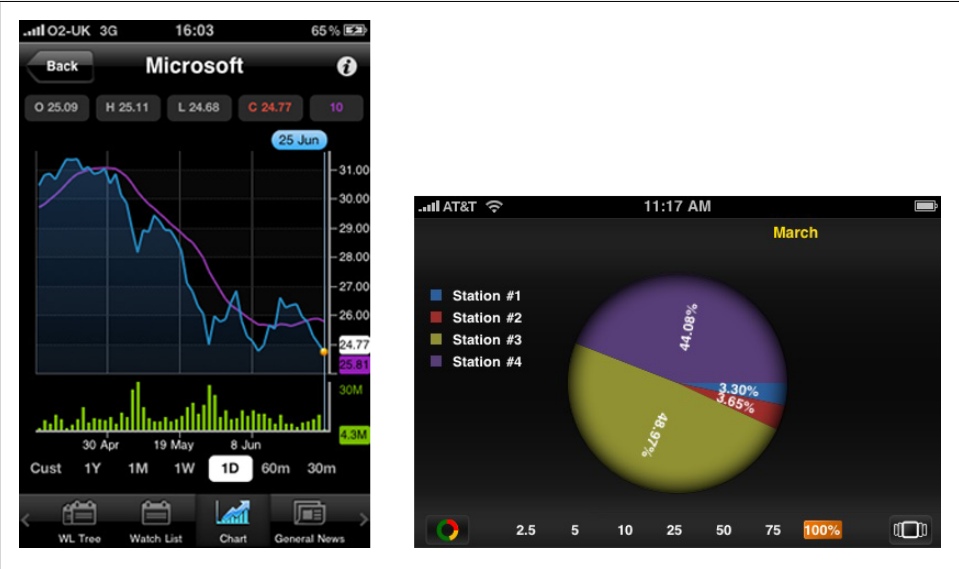 O2-UK 3G 16:03 65%
Back Microsoft i
O 25.09 H 25.11 L 24.68 C 24.77 10
25 Jun
31.00
30.00
29.00
28.00
27.00
26.00
24.77
25.81
30M
4.3M
30 Apr 19 May 8 Jun
Cust 1Y 1M 1W 1D 60m 30m
WL Tree Watch List Chart General News
AT&T 11:17 AM
March
Station #1
Station #2
Station #3
Station #4
44.08%
3.30%
3.65%
48.97%
2.5 5 10 25 50 75 100%